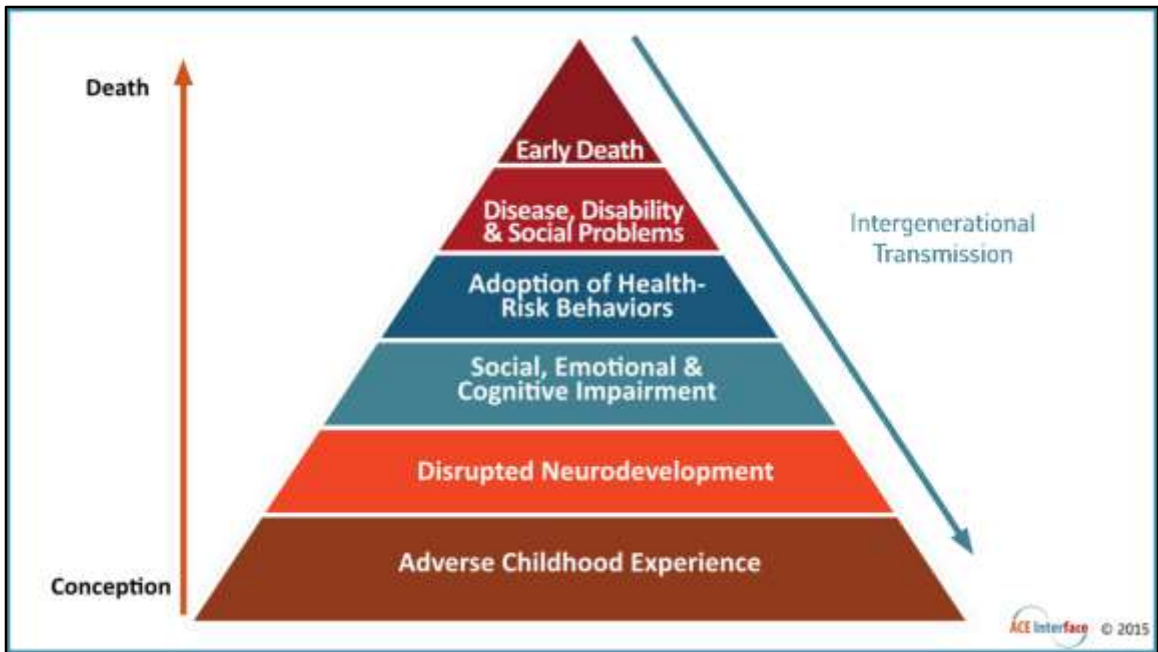 Death
Early Death
Disease, Disability
& Social Problems
Intergenerational
Transmission
Adoption of Health-
Risk Behaviors
Social, Emotional &
Cognitive Impairment
Disrupted Neurodevelopment
Adverse Childhood Experience
Conception
ACE Interface © 2015